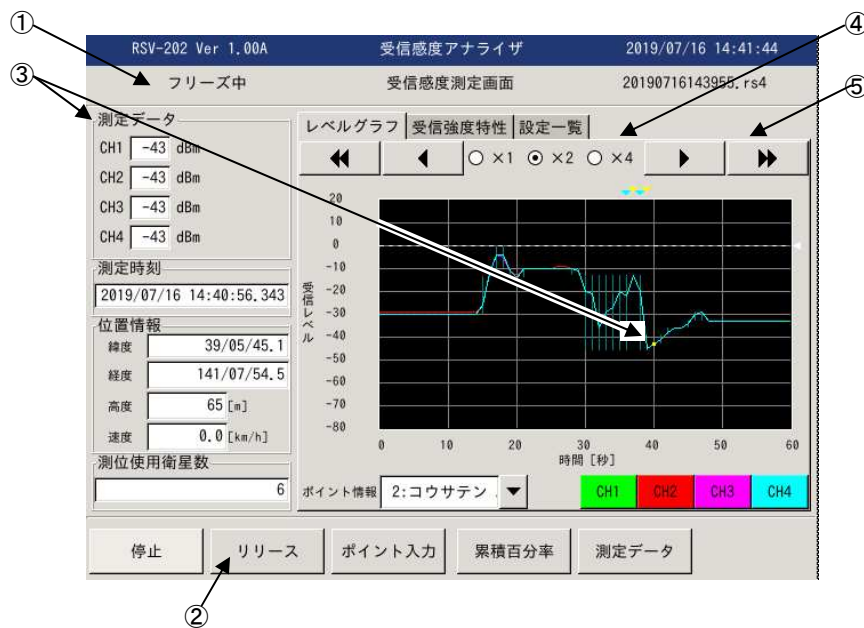 ①
④
RSV-202 Ver 1.00A 受信感度アナライザ 2019/07/16 14:41:44
③
フリーズ中 受信感度測定画面 20190716143955.rs4
⑤
測定データ
CH1 -43 dBm
CH2 -43 dBm
CH3 -43 dBm
CH4 -43 dBm
測定時刻
2019/07/16 14:40:56.343
位置情報
緯度 39/05/45.1
経度 141/07/54.5
高度 65 [m]
速度 0.0 [km/h]
測位使用衛星数
6
レベルグラフ 受信強度特性 設定一覧
×1 ×2 ×4
受信レベル
20
10
0
-10
-20
-30
-40
-50
-60
-70
-80
0 10 20 30 40 50 60
時間 [秒]
ポイント情報 2:コウサテン CH1 CH2 CH3 CH4
停止 リリース ポイント入力 累積百分率 測定データ
②